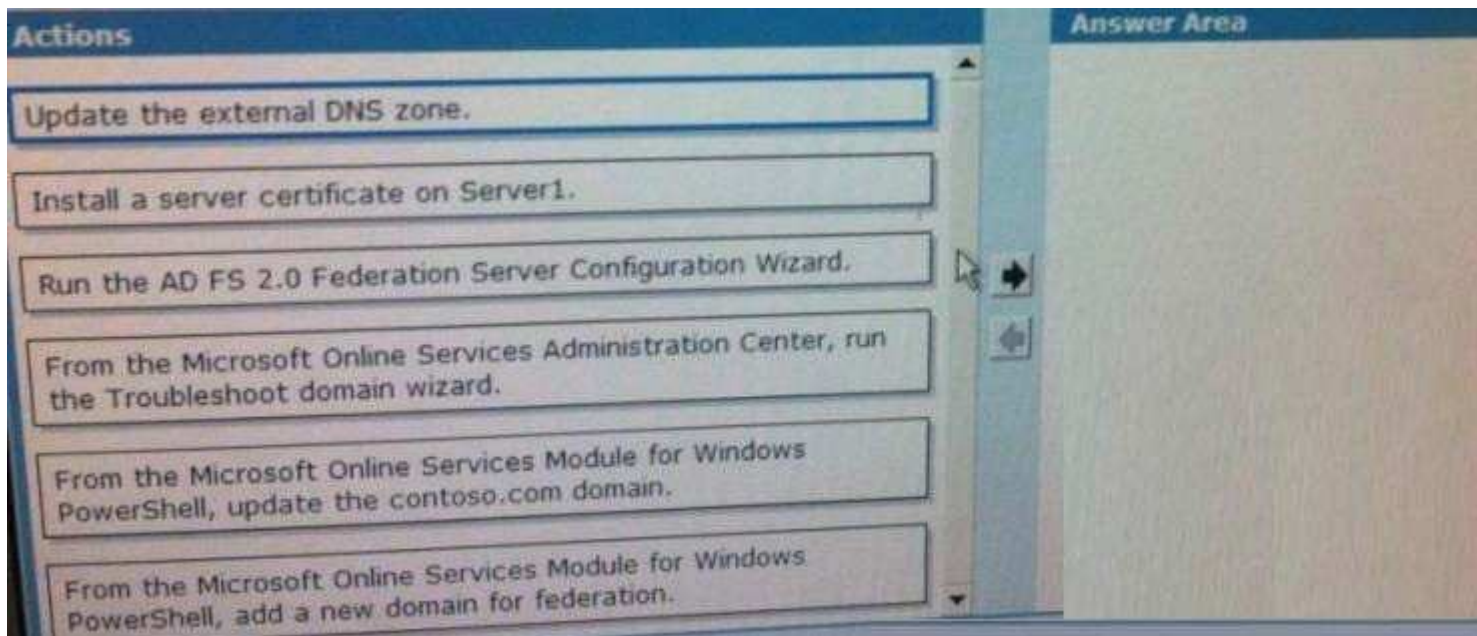 Actions
Answer Area
Update the external DNS zone.
Install a server certificate on Server1.
Run the AD FS 2.0 Federation Server Configuration Wizard.
From the Microsoft Online Services Administration Center, run
the Troubleshoot domain wizard.
From the Microsoft Online Services Module for Windows
PowerShell, update the contoso.com domain.
From the Microsoft Online Services Module for Windows
PowerShell, add a new domain for federation.